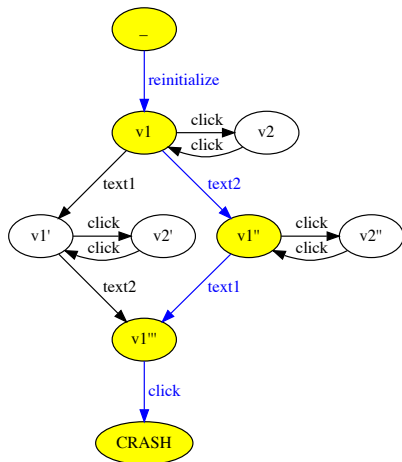 _
reinitialize
v1
click
click
v2
text1
text2
v1'
click
click
v2'
v1''
click
click
v2''
text2
text1
v1'''
click
CRASH